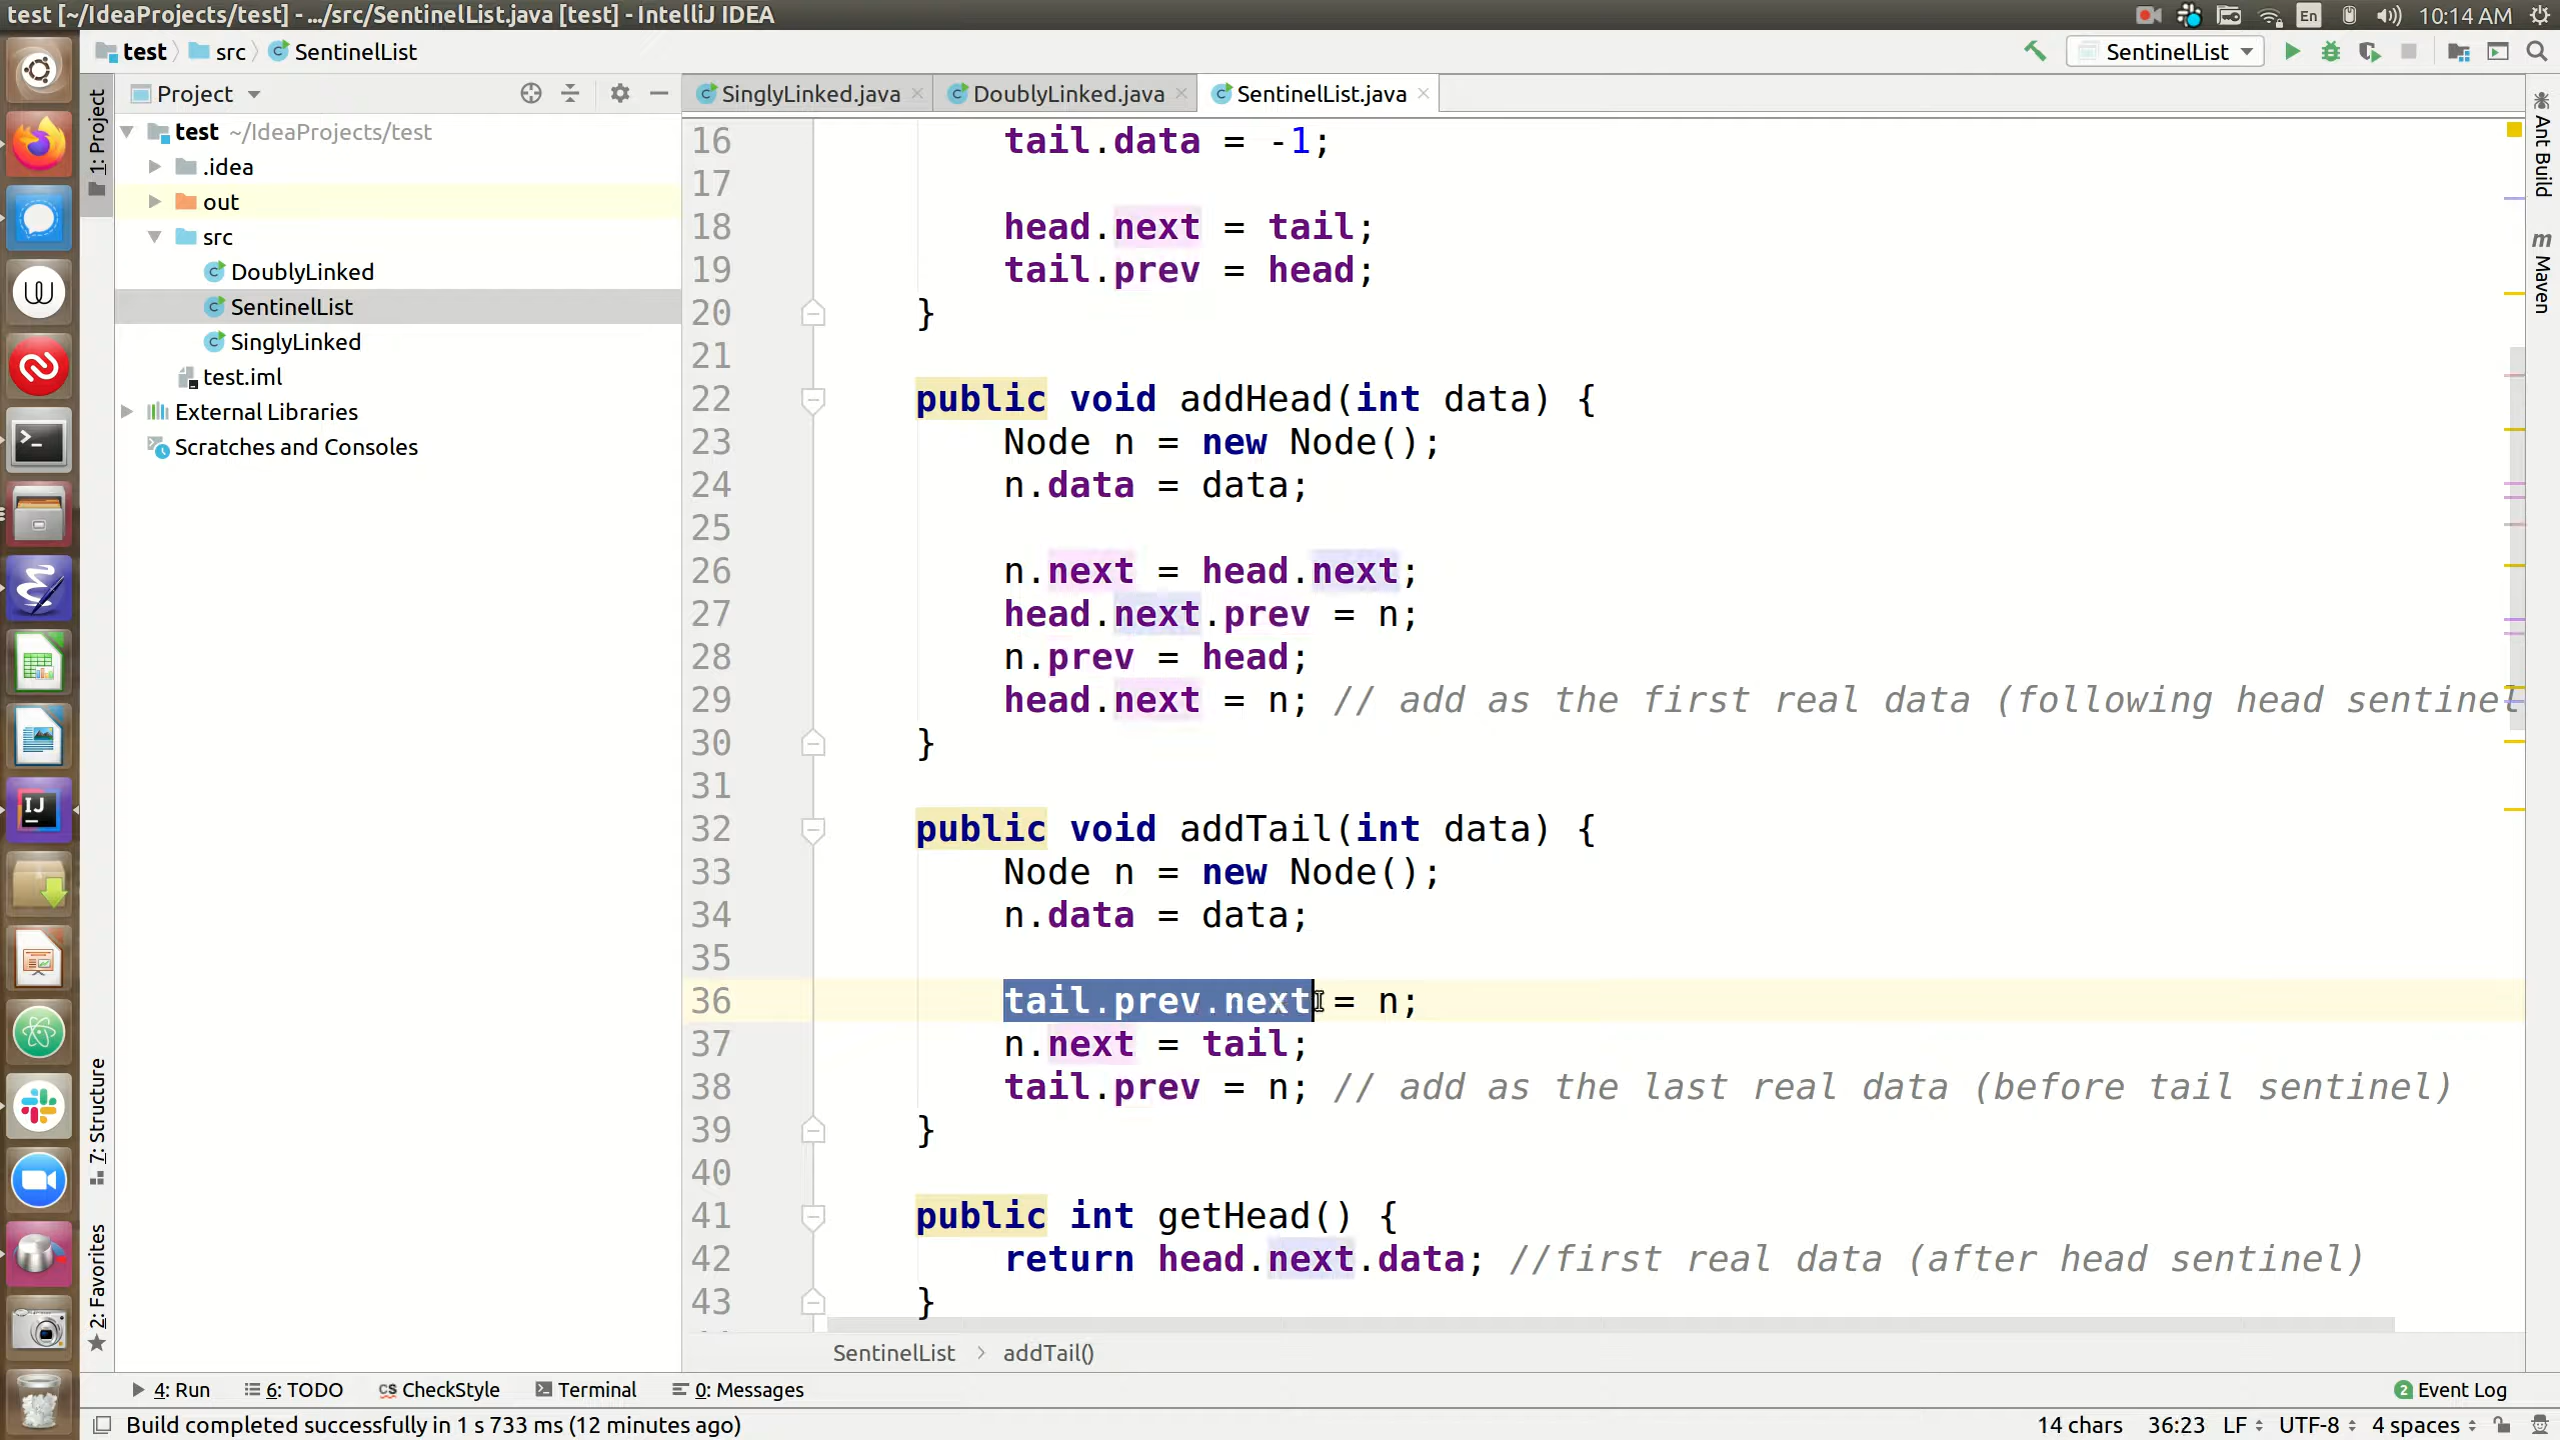 test [~/IdeaProjects/test] - .../src/SentinelList.java [test] - IntelliJ IDEA
En
10:14 AM
test
src
SentinelList
SentinelList
Project
SinglyLinked.java
DoublyLinked.java
SentinelList.java
1: Project
test ~/IdeaProjects/test
.idea
out
src
DoublyLinked
SentinelList
SinglyLinked
test.iml
External Libraries
Scratches and Consoles
7: Structure
2: Favorites
16 tail.data = -1;
17
18 head.next = tail;
19 tail.prev = head;
20 }
21
22 public void addHead(int data) {
23 Node n = new Node();
24 n.data = data;
25
26 n.next = head.next;
27 head.next.prev = n;
28 n.prev = head;
29 head.next = n; // add as the first real data (following head sentinel
30 }
31
32 public void addTail(int data) {
33 Node n = new Node();
34 n.data = data;
35
36 tail.prev.next = n;
37 n.next = tail;
38 tail.prev = n; // add as the last real data (before tail sentinel)
39 }
40
41 public int getHead() {
42 return head.next.data; //first real data (after head sentinel)
43 }
Ant Build
m Maven
SentinelList > addTail()
4: Run
6: TODO
CS CheckStyle
Terminal
0: Messages
2 Event Log
Build completed successfully in 1 s 733 ms (12 minutes ago)
14 chars
36:23
LF
UTF-8
4 spaces
IJ